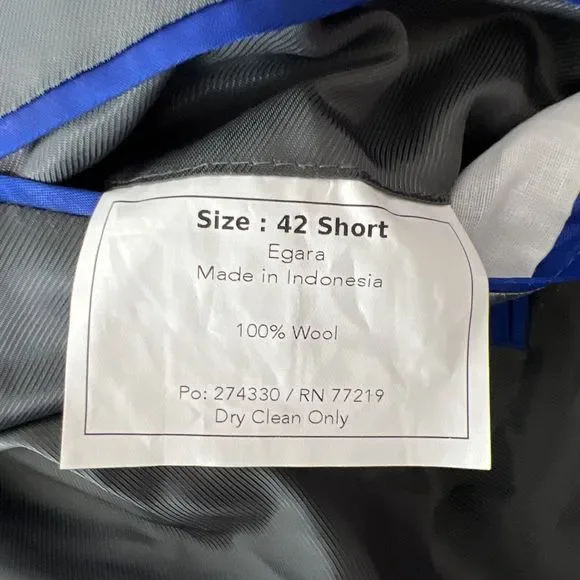 Size : 42 Short
Egara
Made in Indonesia
100% Wool
Po: 274330 / RN 77219
Dry Clean Only